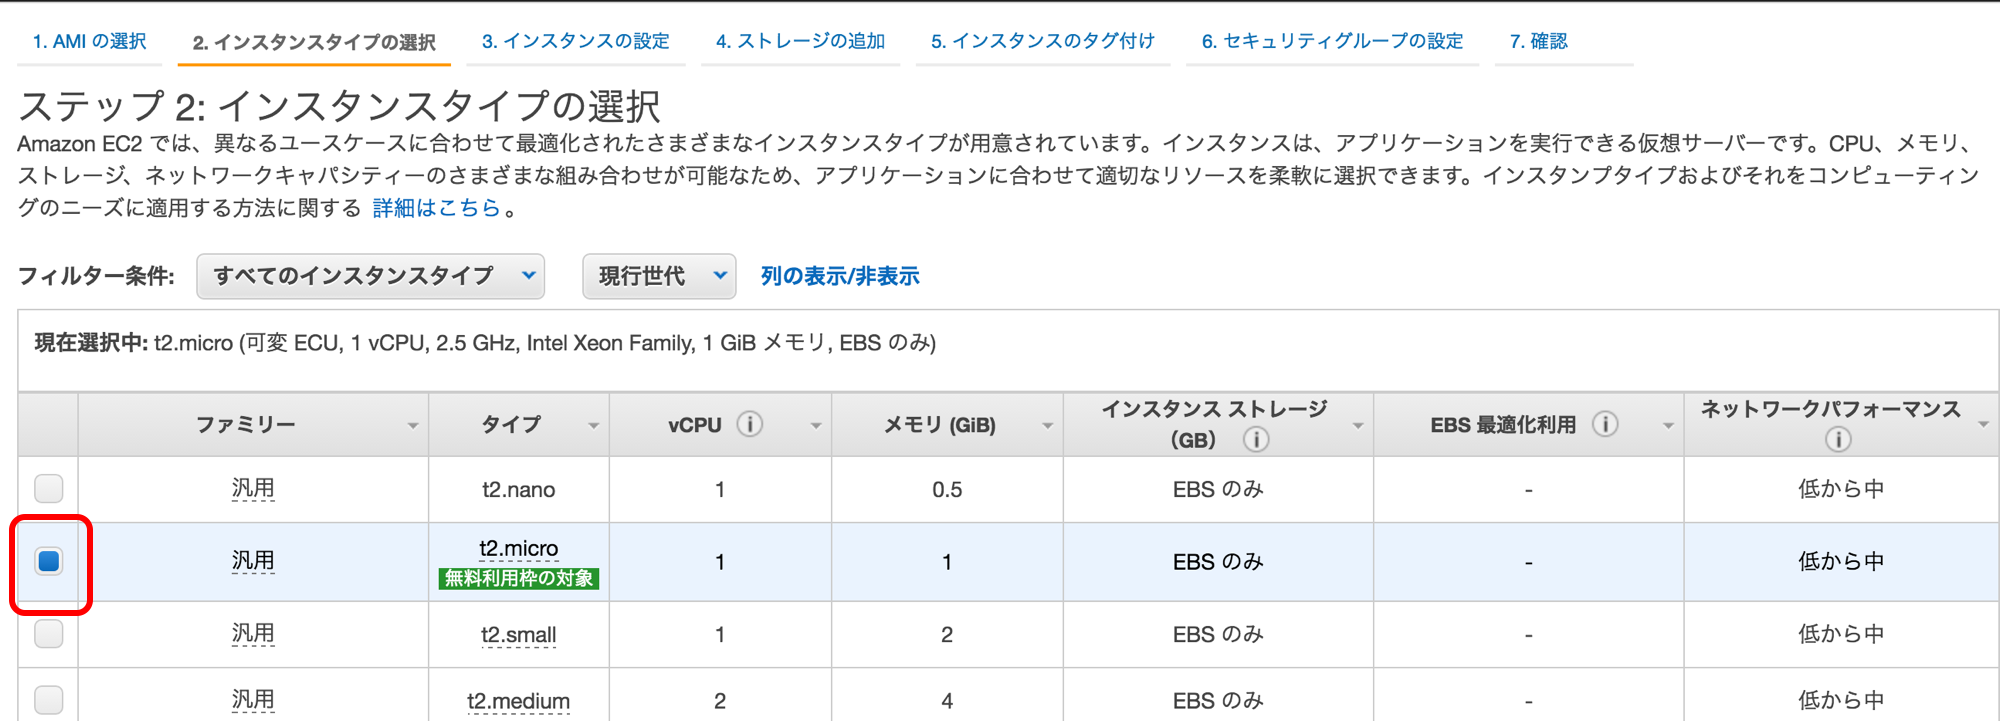 1. AMI の選択
2. インスタンスタイプの選択
3. インスタンスの設定
4. ストレージの追加
5. インスタンスのタグ付け
6. セキュリティグループの設定
7. 確認
ステップ 2: インスタンスタイプの選択
Amazon EC2 では、異なるユースケースに合わせて最適化されたさまざまなインスタンスタイプが用意されています。インスタンスは、アプリケーションを実行できる仮想サーバーです。CPU、メモリ、
ストレージ、ネットワークキャパシティーのさまざまな組み合わせが可能なため、アプリケーションに合わせて適切なリソースを柔軟に選択できます。インスタンプタイプおよびそれをコンピューティン
グのニーズに適用する方法に関する 詳細はこちら。
フィルター条件: すべてのインスタンスタイプ 現行世代 列の表示/非表示
現在選択中: t2.micro (可変 ECU, 1 vCPU, 2.5 GHz, Intel Xeon Family, 1 GiB メモリ, EBS のみ)
ファミリー
タイプ
vCPU i
メモリ (GiB)
インスタンス ストレージ
(GB) i
EBS 最適化利用 i
ネットワークパフォーマンス
i
汎用 t2.nano 1 0.5 EBS のみ - 低から中
汎用 t2.micro 1 1 EBS のみ - 低から中
無料利用枠の対象
汎用 t2.small 1 2 EBS のみ - 低から中
汎用 t2.medium 2 4 EBS のみ - 低から中